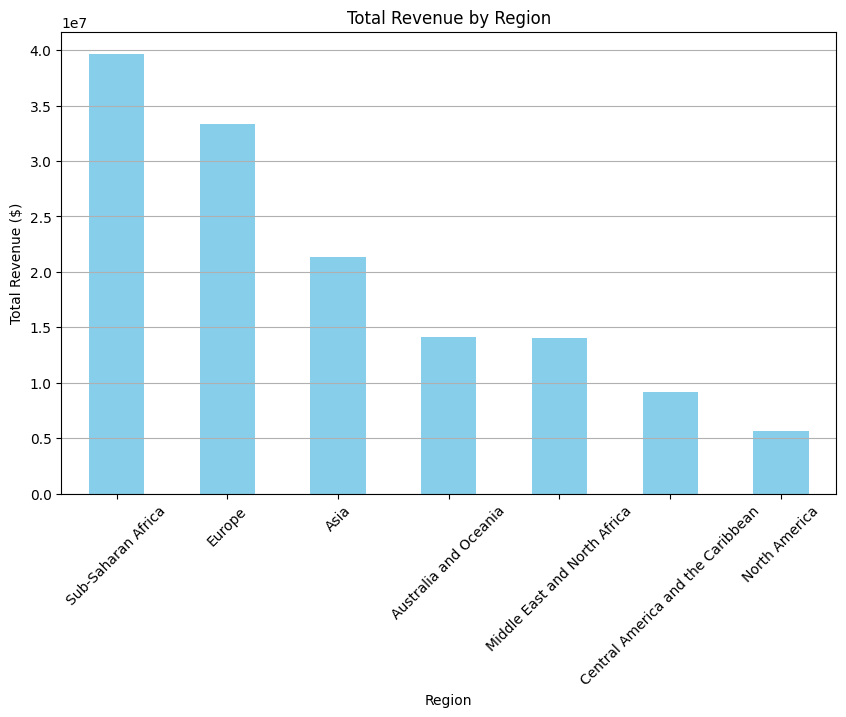 Total Revenue by Region
1e7
Total Revenue ($)
4.0
3.5
3.0
2.5
2.0
1.5
1.0
0.5
0.0
Sub-Saharan Africa
Europe
Asia
Australia and Oceania
Middle East and North Africa
Central America and the Caribbean
North America
Region